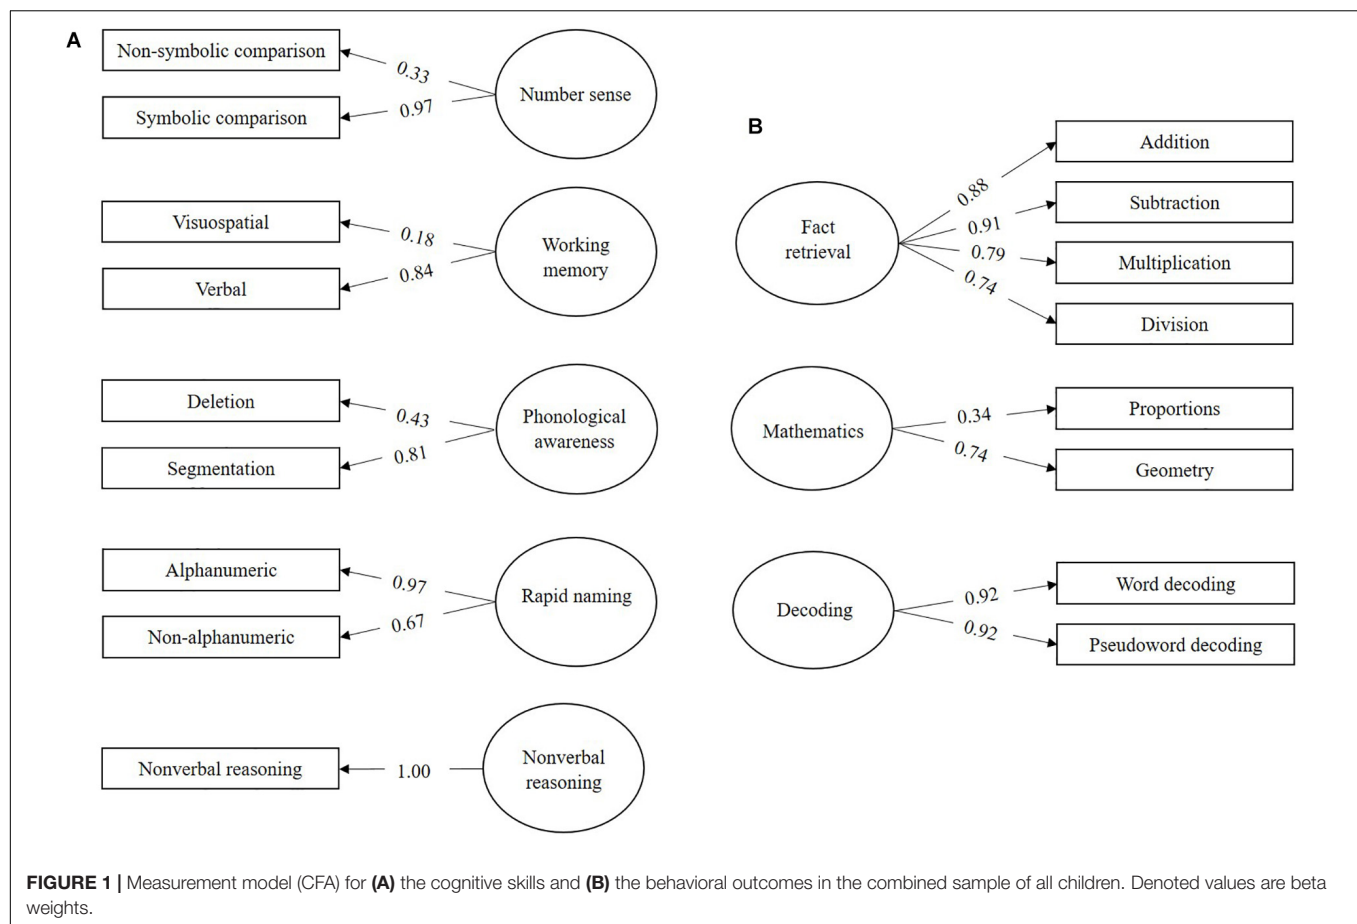 A
Non-symbolic comparison
0.33
Symbolic comparison
0.97
Number sense
Visuospatial
0.18
Verbal
0.84
Working
memory
Deletion
0.43
Segmentation
0.81
Phonological
awareness
Alphanumeric
0.97
Non-alphanumeric
0.67
Rapid naming
Nonverbal reasoning
1.00
Nonverbal
reasoning
B
Fact
retrieval
0.88
Addition
0.91
Subtraction
0.79
Multiplication
0.74
Division
Mathematics
0.34
Proportions
0.74
Geometry
Decoding
0.92
Word decoding
0.92
Pseudoword decoding
FIGURE 1 | Measurement model (CFA) for (A) the cognitive skills and (B) the behavioral outcomes in the combined sample of all children. Denoted values are beta
weights.